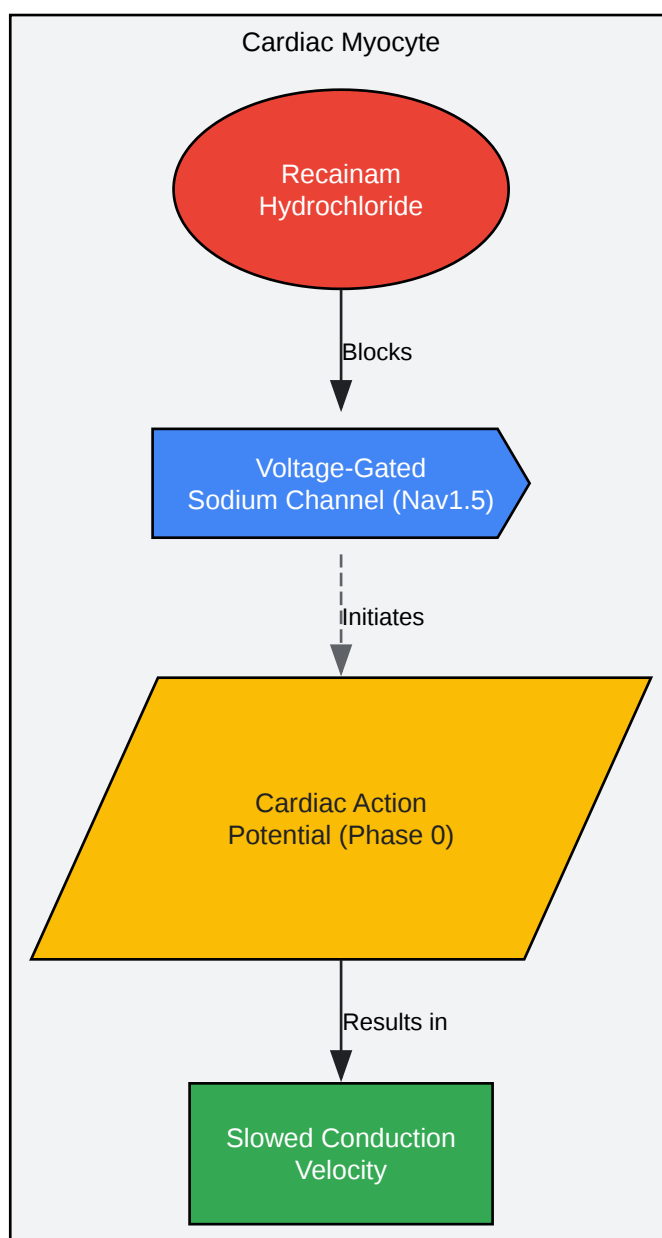 Cardiac Myocyte
Recainam
Hydrochloride
Blocks
Voltage-Gated
Sodium Channel (Nav1.5)
Initiates
Cardiac Action
Potential (Phase 0)
Results in
Slowed Conduction
Velocity